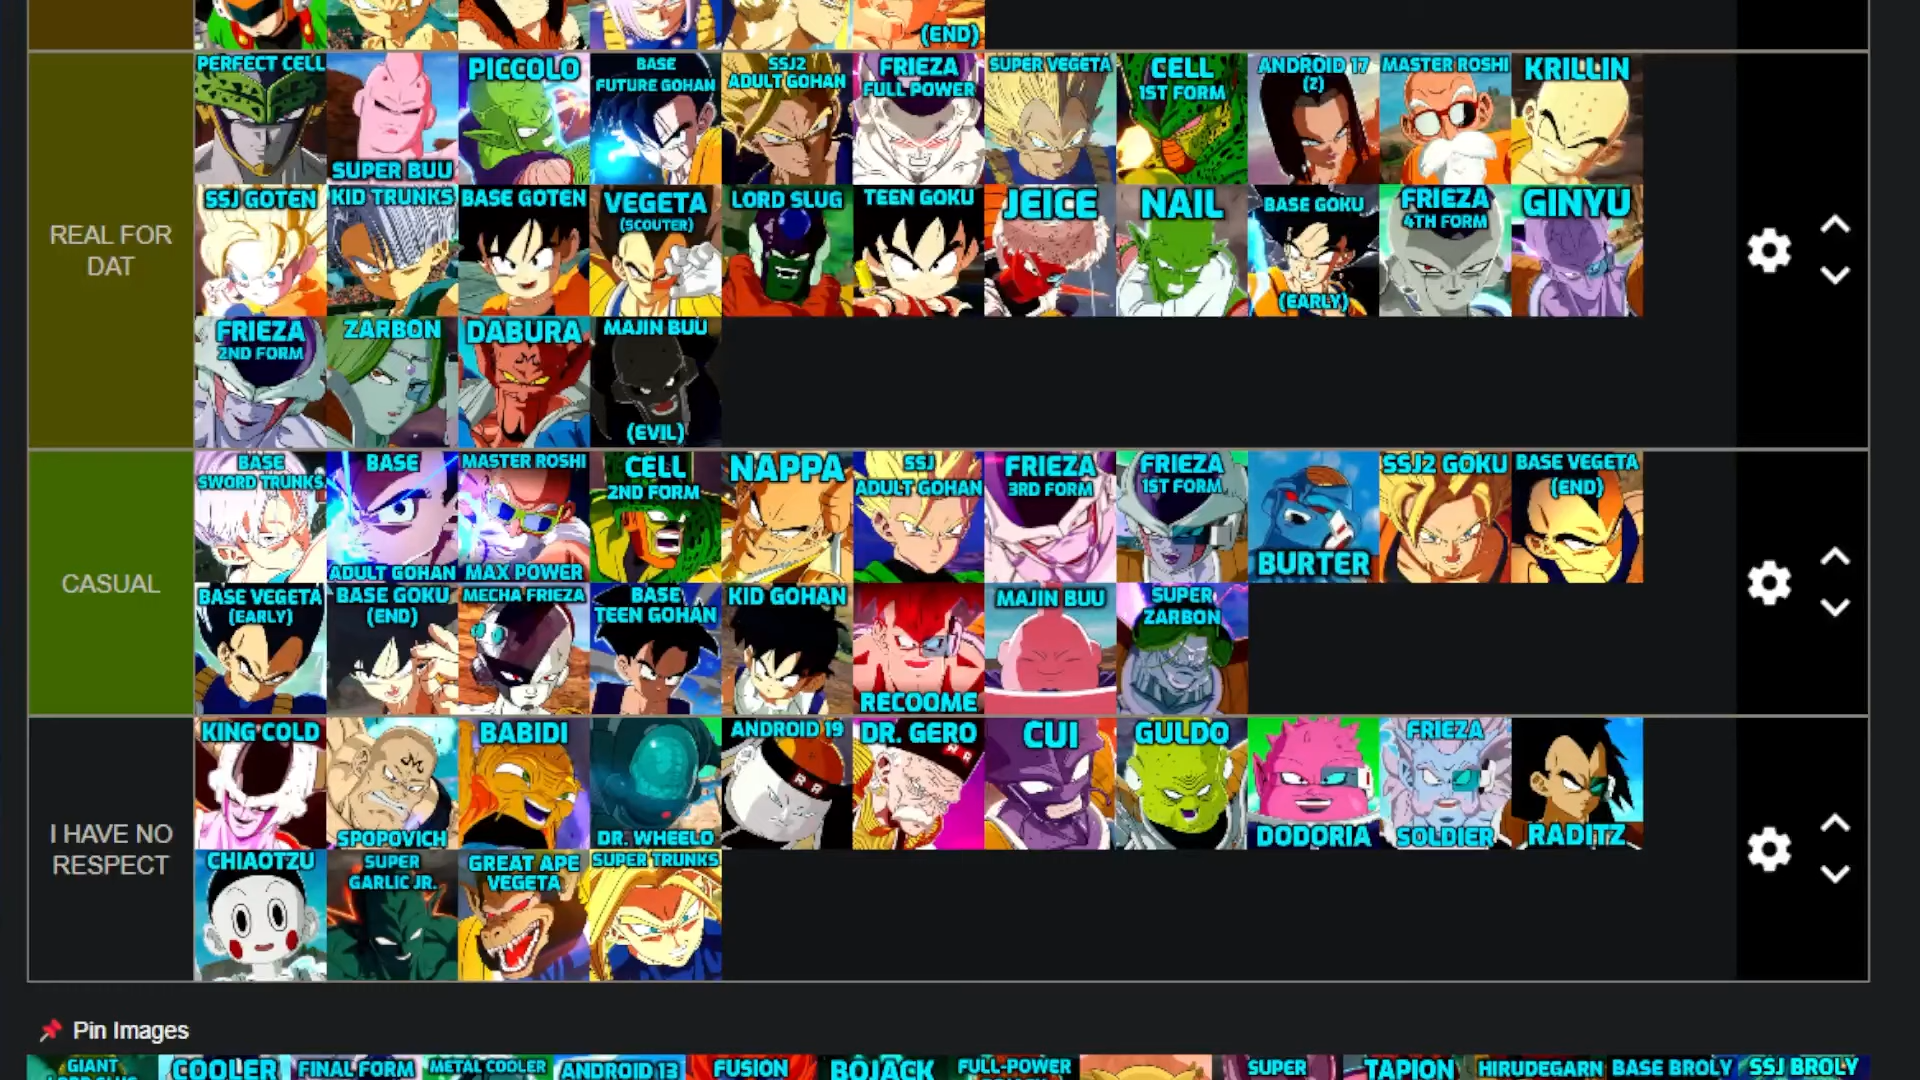 (END)
REAL FOR
DAT
PERFECT CELL
SUPER BUU
PICCOLO
BASE
FUTURE GOHAN
SSJ2
ADULT GOHAN
FRIEZA
FULL POWER
SUPER VEGETA
CELL
1ST FORM
ANDROID 17
(2)
MASTER ROSHI
KRILLIN
SSJ GOTEN
KID TRUNKS
BASE GOTEN
VEGETA
(SCOUTER)
LORD SLUG
TEEN GOKU
JEICE
NAIL
BASE GOKU
(EARLY)
FRIEZA
4TH FORM
GINYU
FRIEZA
2ND FORM
ZARBON
DABURA
MAJIN BUU
(EVIL)
CASUAL
BASE
SWORD TRUNKS
BASE
ADULT GOHAN
MASTER ROSHI
MAX POWER
CELL
2ND FORM
NAPPA
SSJ
ADULT GOHAN
FRIEZA
3RD FORM
FRIEZA
1ST FORM
BURTER
SSJ2 GOKU
BASE VEGETA
(END)
BASE VEGETA
(EARLY)
BASE GOKU
(END)
MECHA FRIEZA
BASE
TEEN GOHAN
KID GOHAN
RECOOME
MAJIN BUU
SUPER
ZARBON
I HAVE NO
RESPECT
KING COLD
SPOPOVICH
BABIDI
DR. WHEELO
ANDROID 19
R R
DR. GERO
R R
CUI
GULDO
DODORIA
FRIEZA
SOLDIER
RADITZ
CHIAOTZU
SUPER
GARLIC JR.
GREAT APE
VEGETA
SUPER TRUNKS
Pin Images
GIANT
COOLER
FINAL FORM
METAL COOLER
ANDROID 13
FUSION
BOJACK
FULL-POWER
SUPER
TAPION
HIRUDEGARN
BASE BROLY
SSJ BROLY